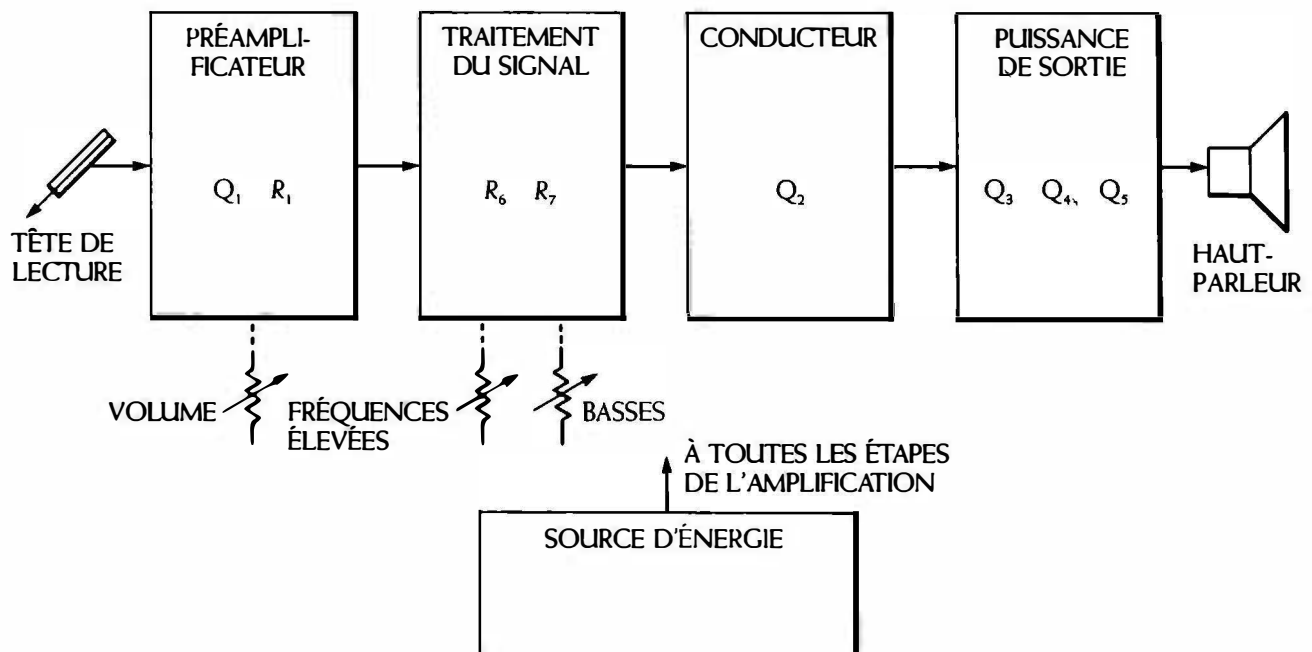 PRÉAMPLI-
FICATEUR
TRAITEMENT
DU SIGNAL
CONDUCTEUR
PUISSANCE
DE SORTIE
Q₁ R₁
R₆ R₇
Q₂
Q₃ Q₄, Q₅
TÊTE DE
LECTURE
HAUT-
PARLEUR
VOLUME
FRÉQUENCES
ÉLEVÉES
BASSES
À TOUTES LES ÉTAPES
DE L'AMPLIFICATION
SOURCE D'ÉNERGIE